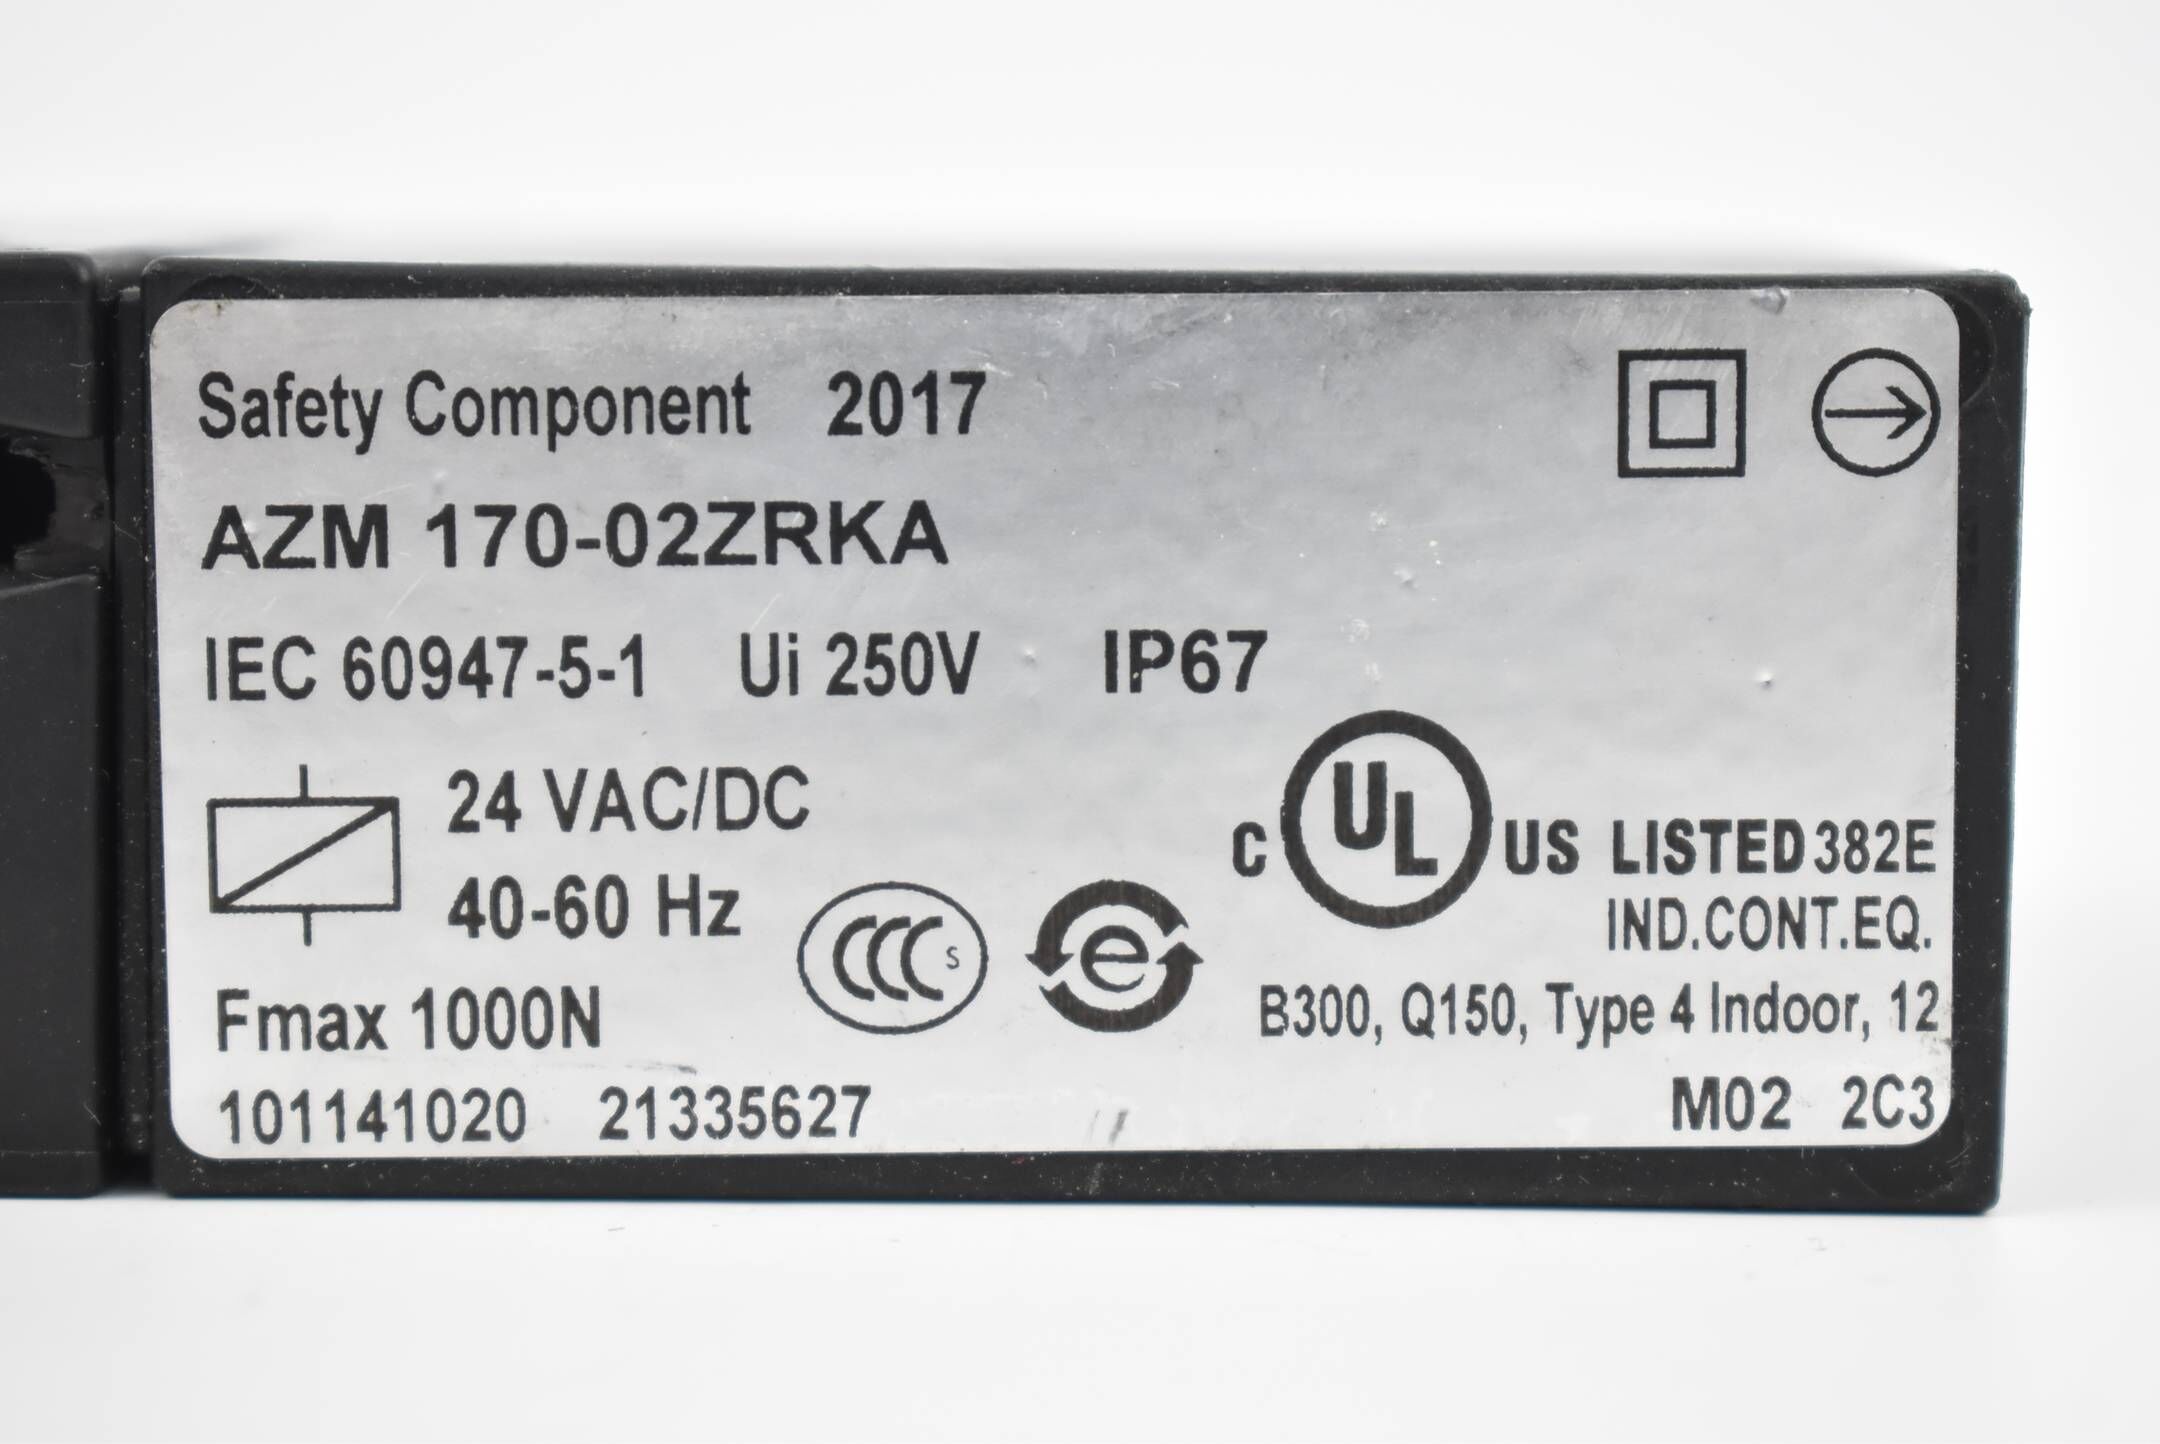 Safety Component 2017
AZM 170-02ZRKA
IEC 60947-5-1 Ui 250V IP67
24 VAC/DC
40-60 Hz
Fmax 1000N
CCC S
e
C UL US LISTED 382E
IND.CONT.EQ.
B300, Q150, Type 4 Indoor, 12
101141020 21335627 M02 2C3